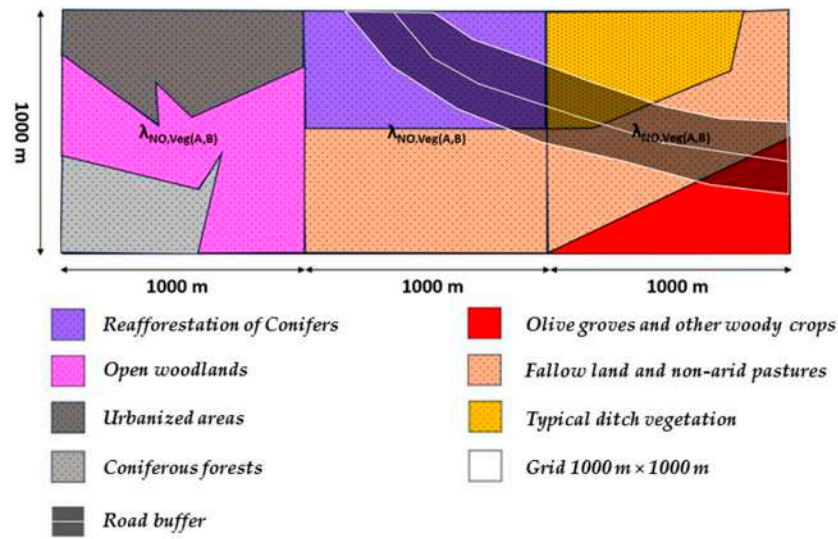 1000 m
λNO,Veg(A,B)
λNO,Veg(A,B)
λNO,Veg(A,B)
1000 m
1000 m
1000 m
Reafforestation of Conifers
Olive groves and other woody crops
Open woodlands
Fallow land and non-arid pastures
Urbanized areas
Typical ditch vegetation
Coniferous forests
Grid 1000 m × 1000 m
Road buffer